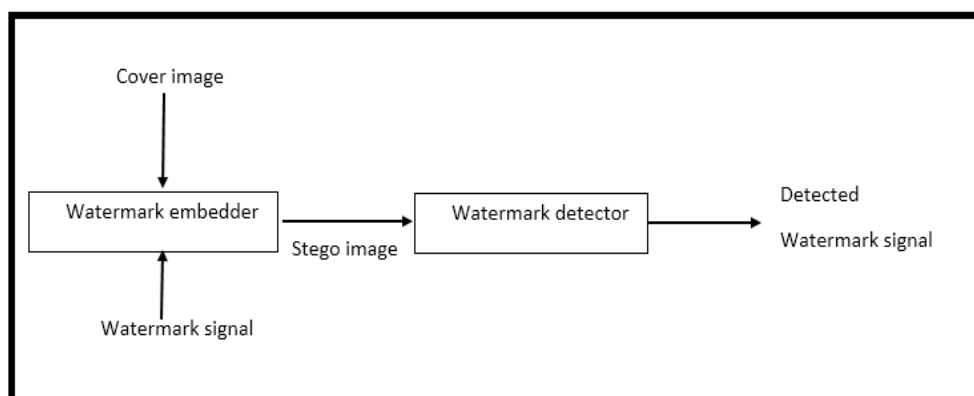 Cover image
Watermark embedder
Watermark detector
Detected
Stego image
Watermark signal
Watermark signal